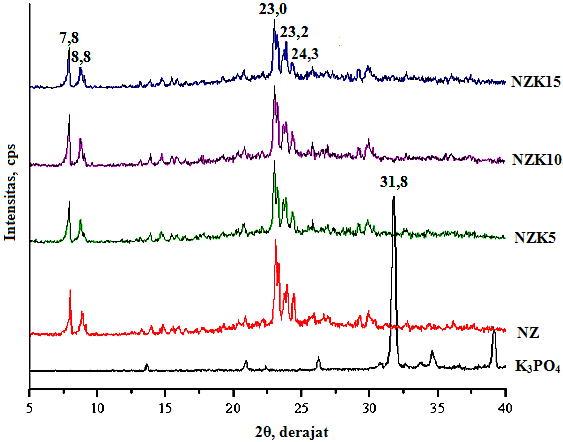 23,0
7,8
23,2
8,8
24,3
NZK15
NZK10
31,8
NZK5
NZ
K₃PO₄
Intensitas, cps
5 10 15 20 25 30 35 40
2θ, derajat